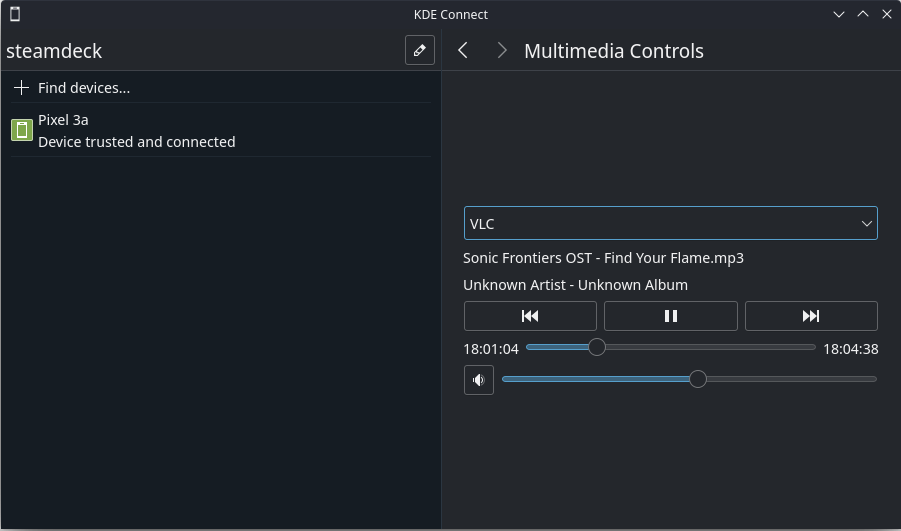 KDE Connect
steamdeck
Multimedia Controls
Find devices...
Pixel 3a
Device trusted and connected
VLC
Sonic Frontiers OST - Find Your Flame.mp3
Unknown Artist - Unknown Album
18:01:04
18:04:38